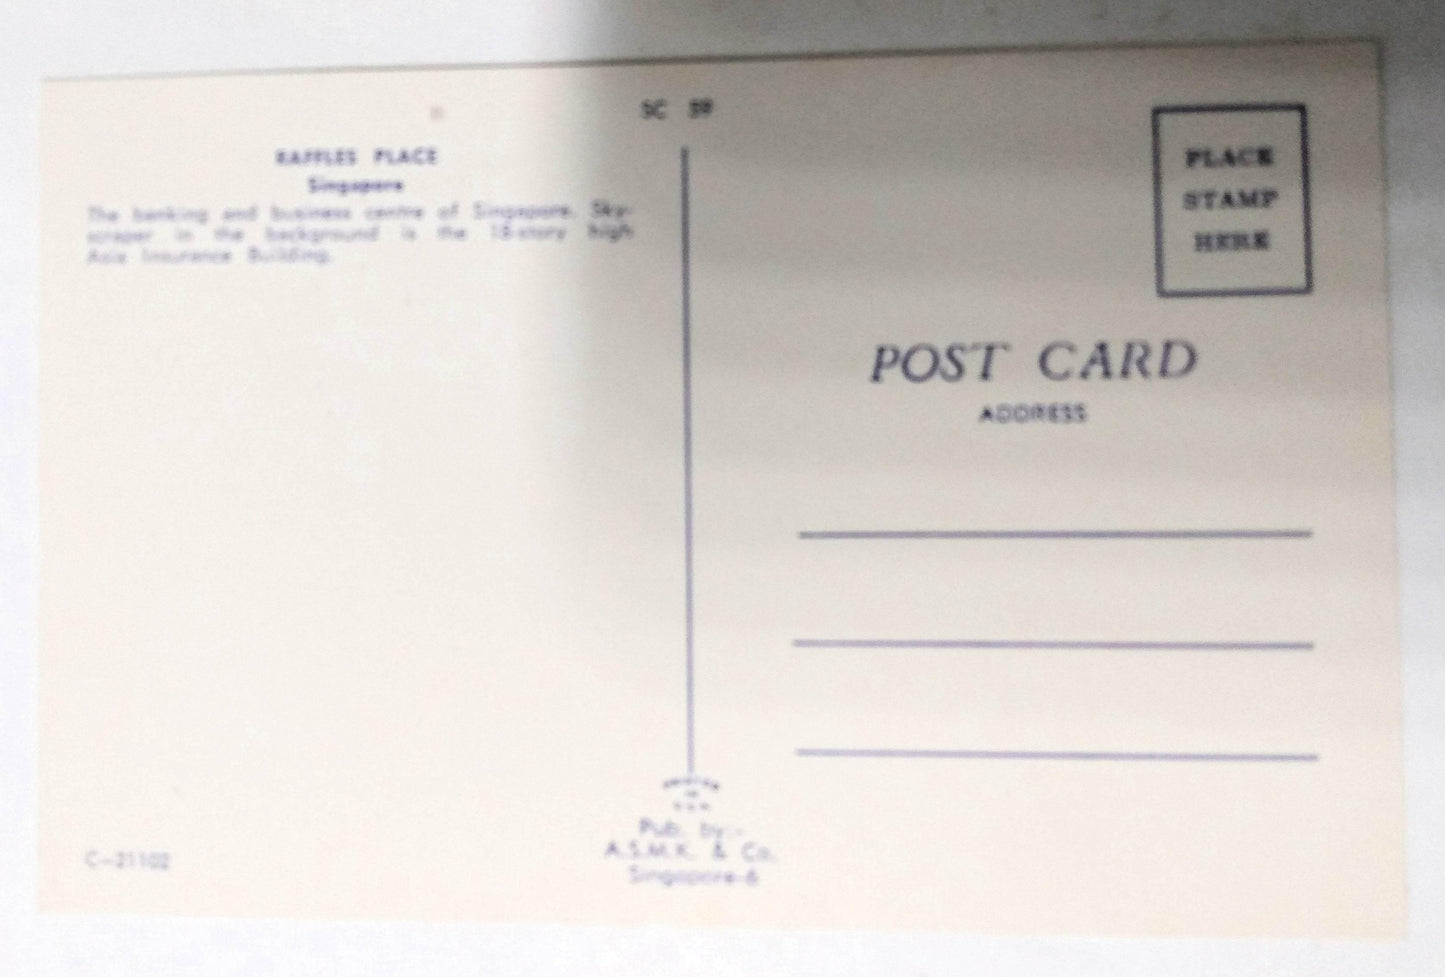 SC 59
RAFFLES PLACE
Singapore
The banking and business centre of Singapore. Sky-
scraper in the background is the 18-story high
Asia Insurance Building.
PLACE
STAMP
HERE
POST CARD
ADDRESS
Pub. by:-
A.S.M.K. & Co.
Singapore-6
C-21102